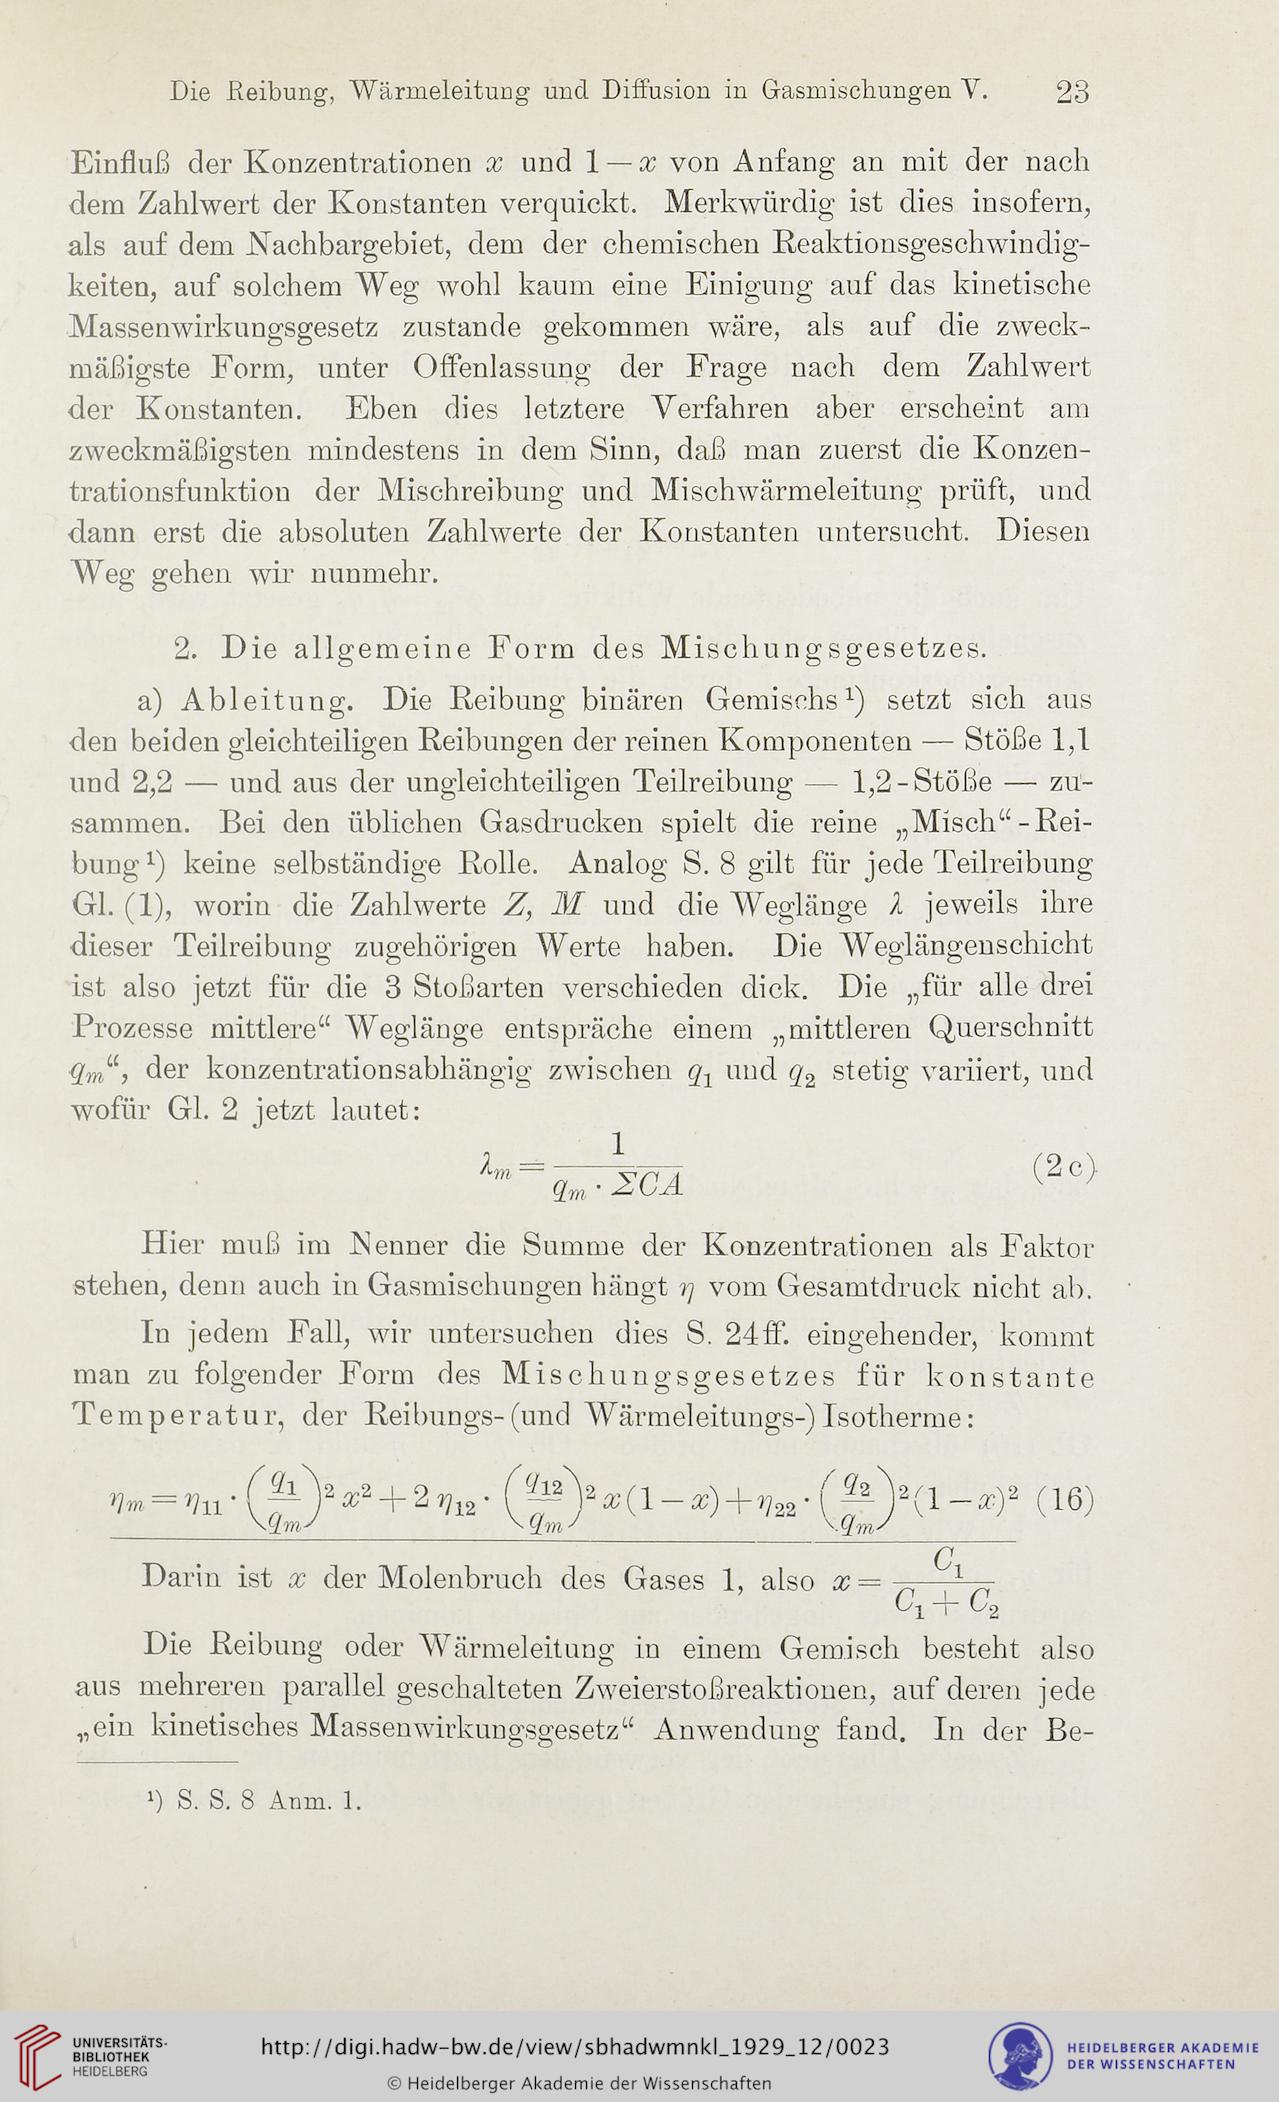 Die Reibung, Wärmeleitung und Diffusion in Gasmischungen V. 23
Einfluß der Konzentrationen x und 1 — x von Anfang an mit der nach
dem Zahlwert der Konstanten verquickt. Merkwürdig ist dies insofern,
als auf dem Nachbargebiet, dem der chemischen Reaktionsgeschwindig-
keiten, auf solchem Weg wohl kaum eine Einigung auf das kinetische
Massenwirkungsgesetz zustande gekommen wäre, als auf die zweck-
mäßigste Form, unter Offenlassung der Frage nach dem Zahlwert
der Konstanten. Eben dies letztere Verfahren aber erscheint am
zweckmäßigsten mindestens in dem Sinn, daß man zuerst die Konzen-
trationsfunktion der Mischreibung und Mischwärmeleitung prüft, und
dann erst die absoluten Zahlwerte der Konstanten untersucht. Diesen
Weg gehen wir nunmehr.
2. Die allgemeine Form des Mischungsgesetzes.
a) Ableitung. Die Reibung binären Gemischs¹) setzt sich aus
den beiden gleichteiligen Reibungen der reinen Komponenten — Stöße 1,1
und 2,2 — und aus der ungleichteiligen Teilreibung — 1,2-Stöße — zu-
sammen. Bei den üblichen Gasdrucken spielt die reine „Misch“-Rei-
bung¹) keine selbständige Rolle. Analog S. 8 gilt für jede Teilreibung
Gl. (1), worin die Zahlwerte Z, M und die Weglänge λ jeweils ihre
dieser Teilreibung zugehörigen Werte haben. Die Weglängenschicht
ist also jetzt für die 3 Stoßarten verschieden dick. Die „für alle drei
Prozesse mittlere“ Weglänge entspräche einem „mittleren Querschnitt
qₘ“, der konzentrationsabhängig zwischen q₁ und q₂ stetig variiert, und
wofür Gl. 2 jetzt lautet:
λₘ = 1 / (qₘ · ΣCA) (2c)
Hier muß im Nenner die Summe der Konzentrationen als Faktor
stehen, denn auch in Gasmischungen hängt η vom Gesamtdruck nicht ab.
In jedem Fall, wir untersuchen dies S. 24ff. eingehender, kommt
man zu folgender Form des Mischungsgesetzes für konstante
Temperatur, der Reibungs- (und Wärmeleitungs-) Isotherme:
ηₘ = η₁₁ · (q₁/qₘ)² x² + 2 η₁₂ · (q₁₂/qₘ)² x (1 — x) + η₂₂ · (q₂/qₘ)² (1 — x)² (16)
Darin ist x der Molenbruch des Gases 1, also x = C₁ / (C₁ + C₂)
Die Reibung oder Wärmeleitung in einem Gemisch besteht also
aus mehreren parallel geschalteten Zweierstoßreaktionen, auf deren jede
„ein kinetisches Massenwirkungsgesetz“ Anwendung fand. In der Be-
¹) S. S. 8 Anm. 1.
UNIVERSITÄTS-
BIBLIOTHEK
HEIDELBERG
http://digi.hadw-bw.de/view/sbhadwmnkl_1929_12/0023
© Heidelberger Akademie der Wissenschaften
HEIDELBERGER AKADEMIE
DER WISSENSCHAFTEN